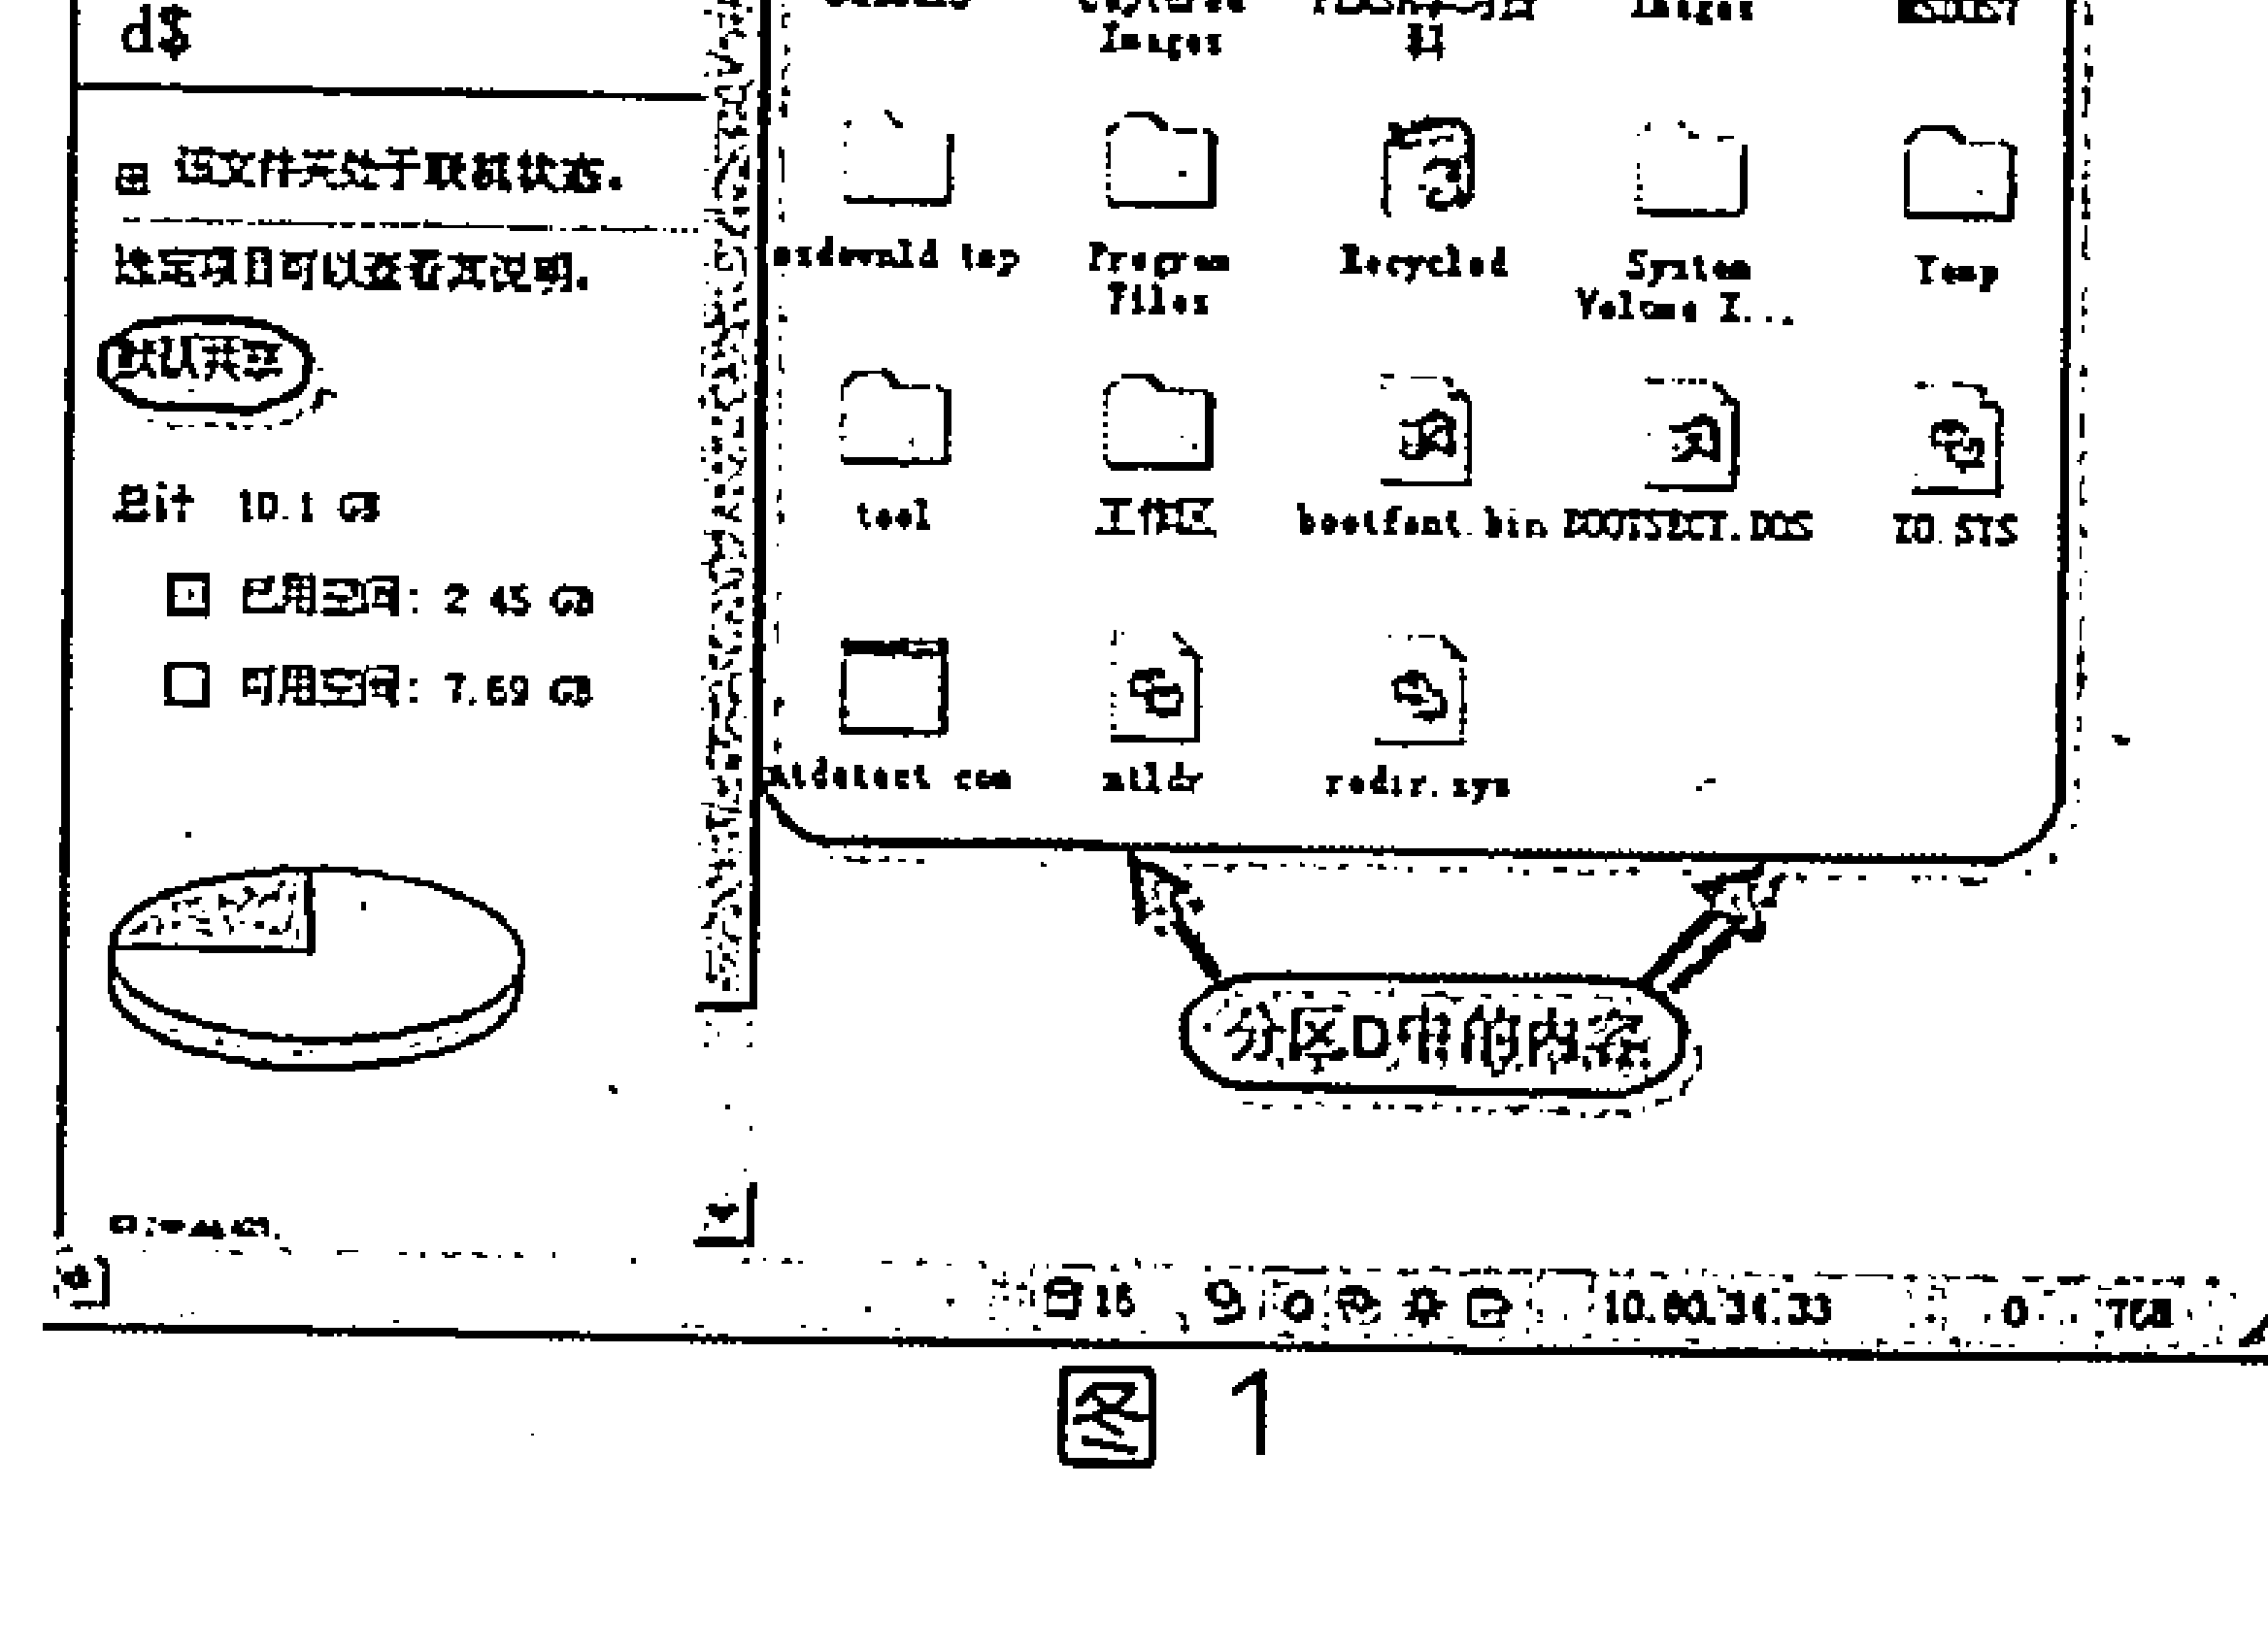 d$
Images
该文件夹处于联机状态。
选定项目可以查看其说明。
默认共享
总计 10.1 GB
已用空间: 2.45 GB
可用空间: 7.69 GB
Program
Files
Recycled
System
Volume I...
Temp
tool
工作区
bootfont.bin
BOOTSECT.DOS
IO.SYS
ntdetect.com
ntldr
redir.sys
分区D中的内容
图 1